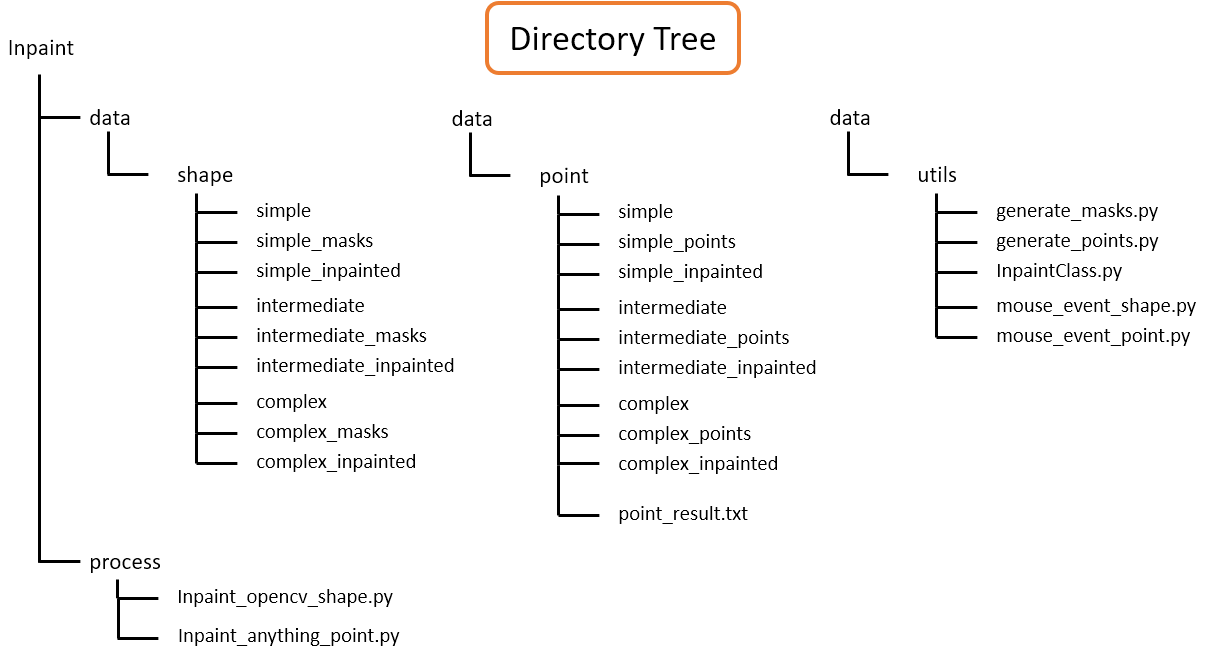 Directory Tree
Inpaint
data
shape
simple
simple_masks
simple_inpainted
intermediate
intermediate_masks
intermediate_inpainted
complex
complex_masks
complex_inpainted
data
point
simple
simple_points
simple_inpainted
intermediate
intermediate_points
intermediate_inpainted
complex
complex_points
complex_inpainted
point_result.txt
data
utils
generate_masks.py
generate_points.py
InpaintClass.py
mouse_event_shape.py
mouse_event_point.py
process
Inpaint_opencv_shape.py
Inpaint_anything_point.py